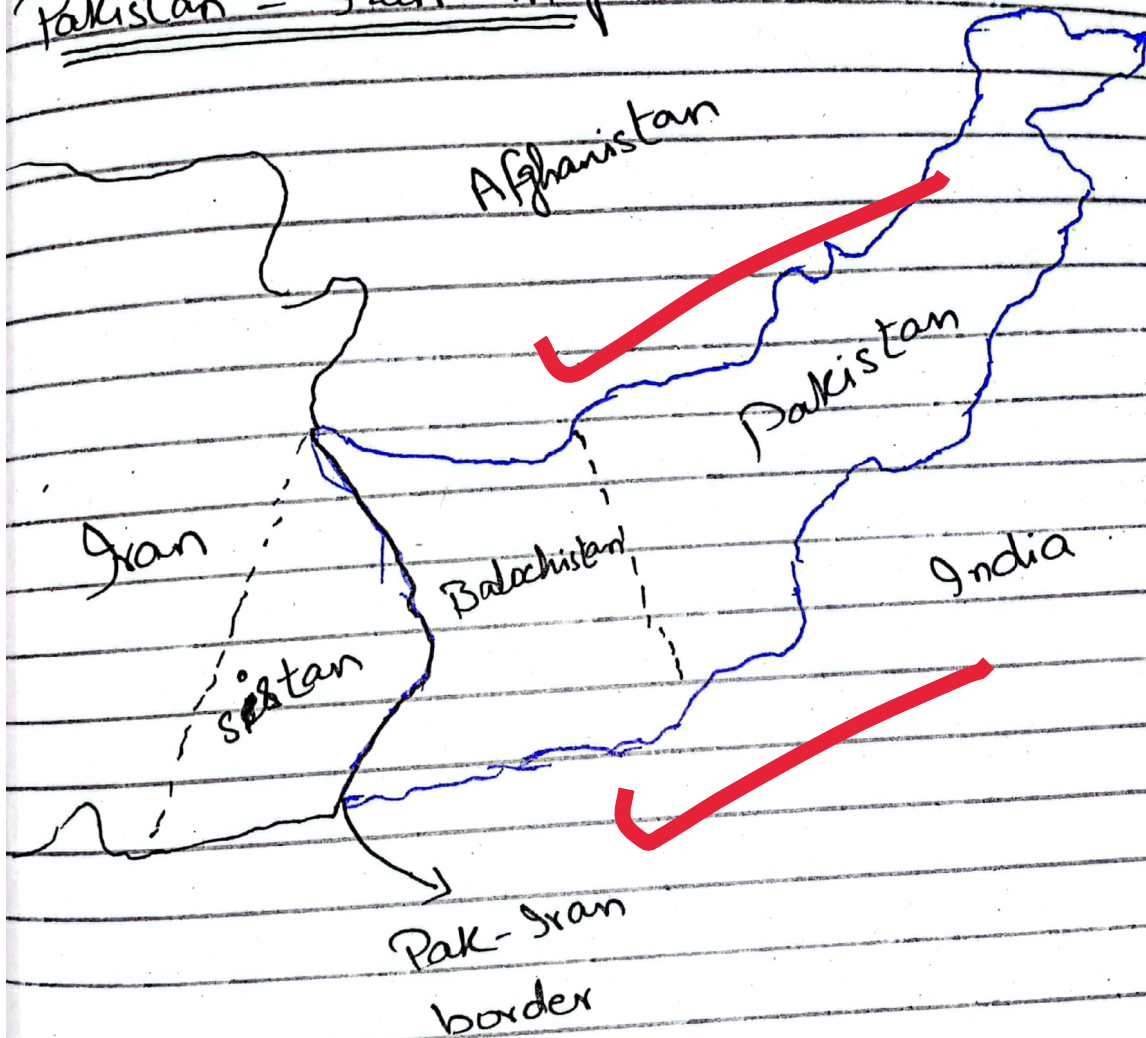 Pakistan -
Afghanistan
Pakistan
Iran
Balochistan
India
sistan
Pak-Iran
border